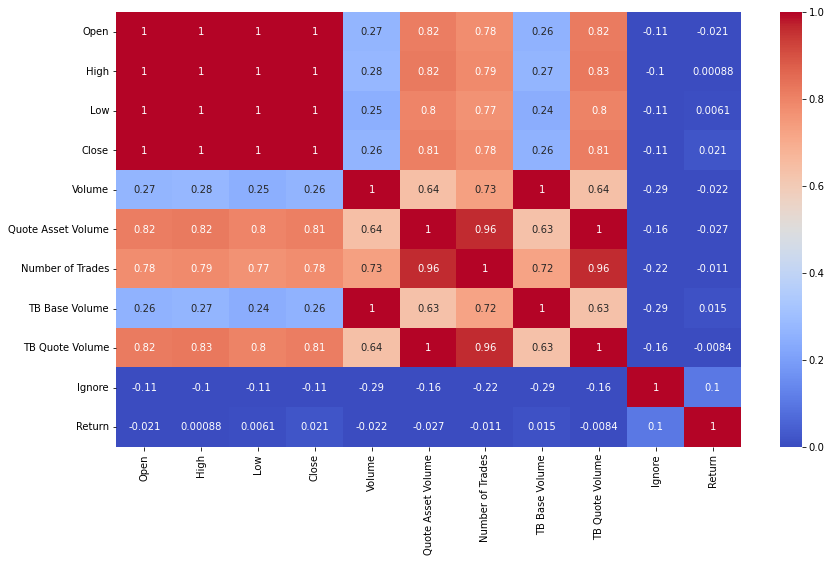 1.0
Open 1 1 1 1 0.27 0.82 0.78 0.26 0.82 -0.11 -0.021
High 1 1 1 1 0.28 0.82 0.79 0.27 0.83 -0.1 0.00088
0.8
Low 1 1 1 1 0.25 0.8 0.77 0.24 0.8 -0.11 0.0061
Close 1 1 1 1 0.26 0.81 0.78 0.26 0.81 -0.11 0.021
0.6
Volume 0.27 0.28 0.25 0.26 1 0.64 0.73 1 0.64 -0.29 -0.022
Quote Asset Volume 0.82 0.82 0.8 0.81 0.64 1 0.96 0.63 1 -0.16 -0.027
Number of Trades 0.78 0.79 0.77 0.78 0.73 0.96 1 0.72 0.96 -0.22 -0.011
0.4
TB Base Volume 0.26 0.27 0.24 0.26 1 0.63 0.72 1 0.63 -0.29 0.015
TB Quote Volume 0.82 0.83 0.8 0.81 0.64 1 0.96 0.63 1 -0.16 -0.0084
0.2
Ignore -0.11 -0.1 -0.11 -0.11 -0.29 -0.16 -0.22 -0.29 -0.16 1 0.1
Return -0.021 0.00088 0.0061 0.021 -0.022 -0.027 -0.011 0.015 -0.0084 0.1 1
0.0
Open
High
Low
Close
Volume
Quote Asset Volume
Number of Trades
TB Base Volume
TB Quote Volume
Ignore
Return